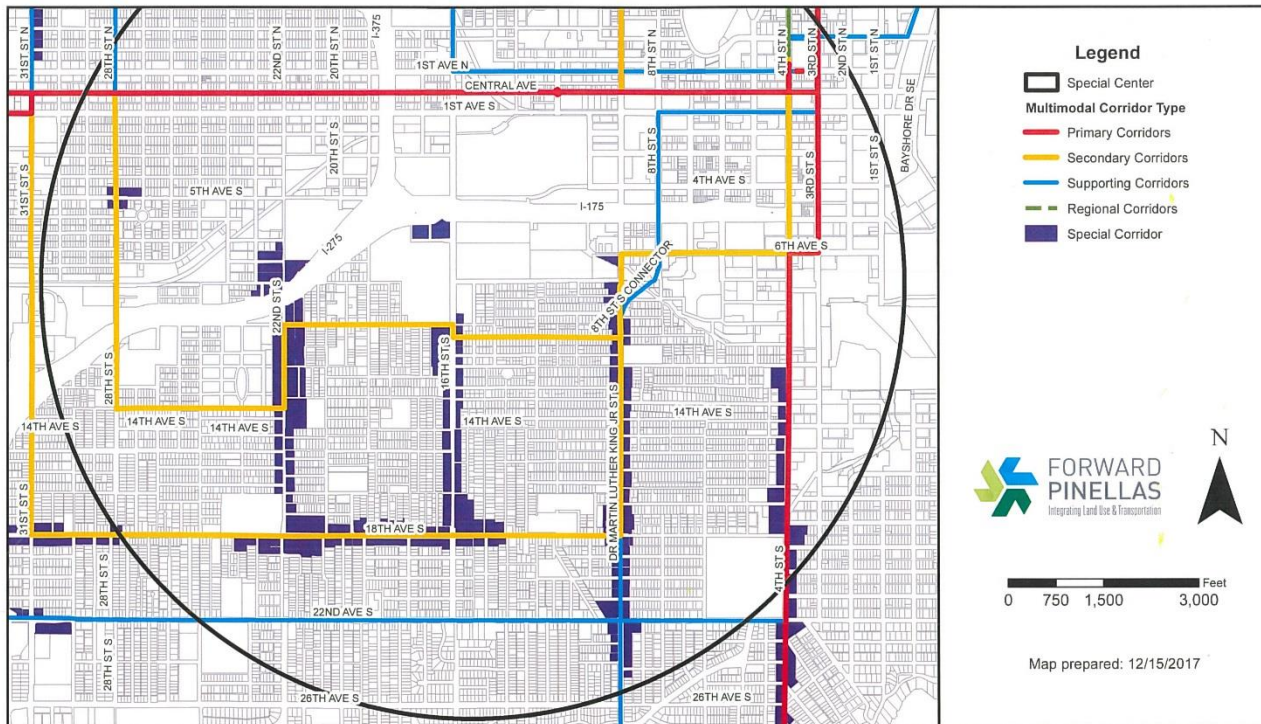 31ST ST N
28TH ST N
22ND ST N
20TH ST N
I-375
1ST AVE N
8TH ST N
4TH ST N
3RD ST N
2ND ST N
1ST ST N
CENTRAL AVE
1ST AVE S
BAYSHORE DR SE
20TH ST S
8TH ST S
31ST ST S
5TH AVE S
4TH AVE S
3RD ST S
1ST ST S
I-175
I-275
6TH AVE S
8TH ST S CONNECTOR
22ND ST S
28TH ST S
16TH ST S
14TH AVE S
14TH AVE S
14TH AVE S
14TH AVE S
14TH AVE S
31ST ST S
DR MARTIN LUTHER KING JR ST S
18TH AVE S
28TH ST S
4TH ST S
22ND AVE S
28TH ST S
26TH AVE S
26TH AVE S
Legend
Special Center
Multimodal Corridor Type
Primary Corridors
Secondary Corridors
Supporting Corridors
Regional Corridors
Special Corridor
FORWARD
PINELLAS
Integrating Land Use & Transportation
N
Feet
0 750 1,500 3,000
Map prepared: 12/15/2017